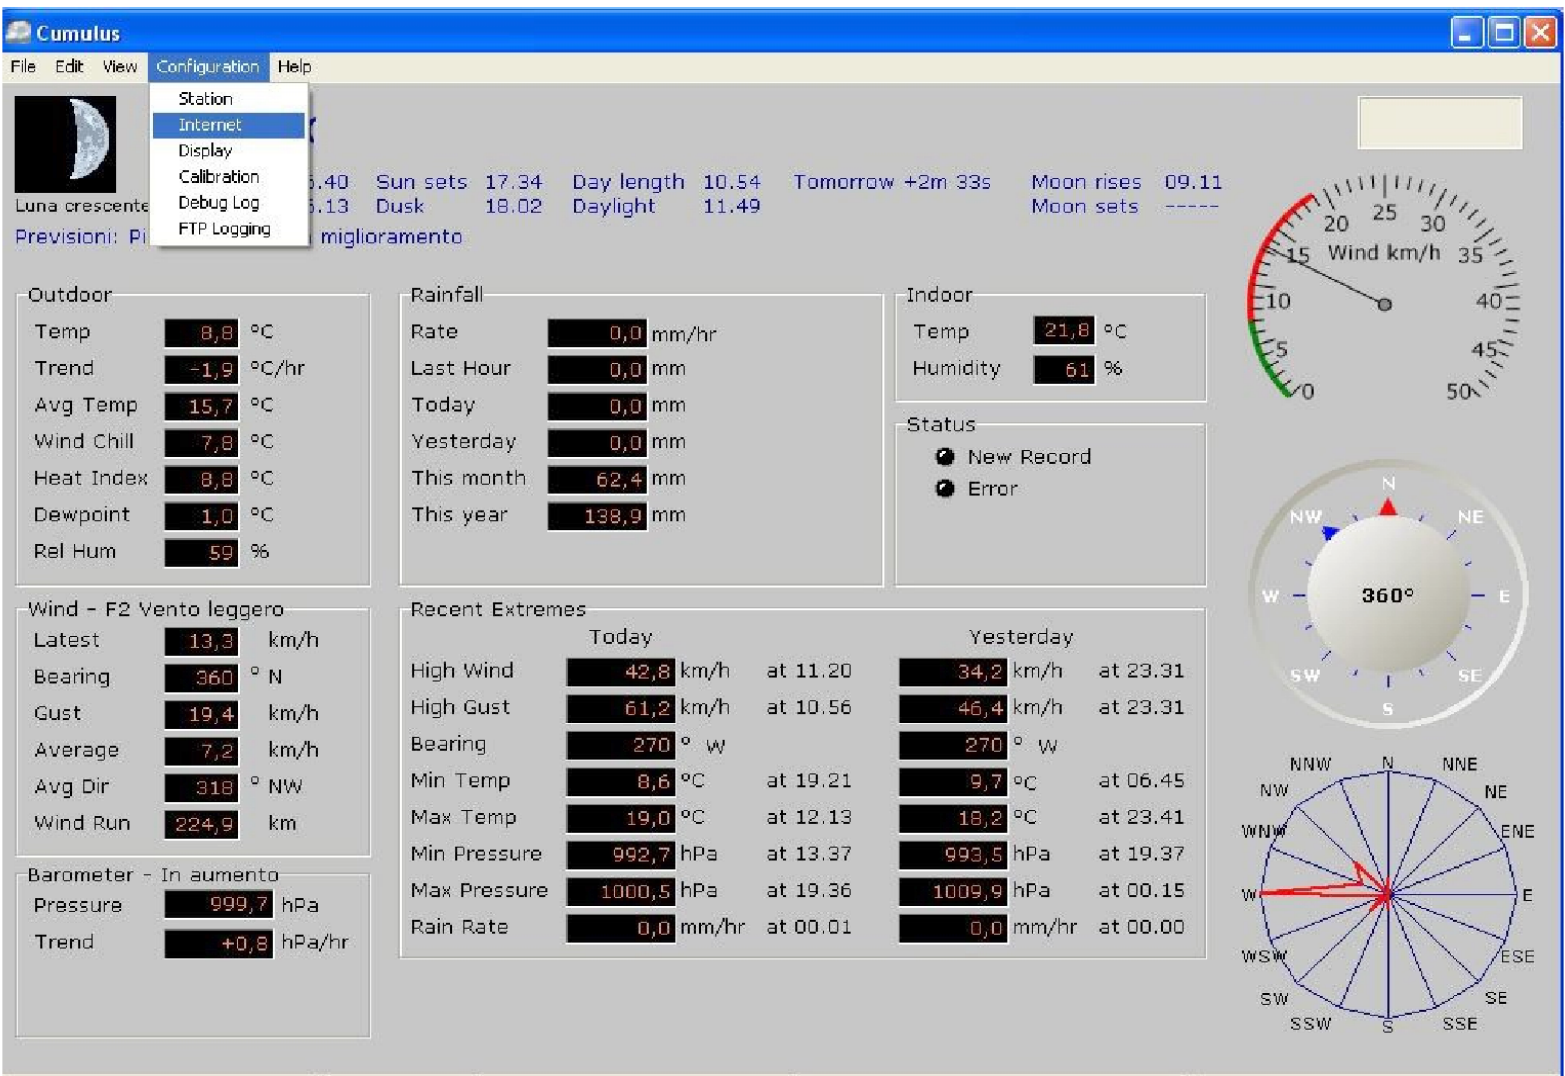 Cumulus
File Edit View Configuration Help
Station
Internet
Display
Calibration
Debug Log
FTP Logging
.40 Sun sets 17.34 Day length 10.54 Tomorrow +2m 33s Moon rises 09.11
Luna crescente .13 Dusk 18.02 Daylight 11.49 Moon sets -----
Previsioni: Pi miglioramento
Outdoor
Temp 8,8 °C
Trend -1,9 °C/hr
Avg Temp 15,7 °C
Wind Chill 7,8 °C
Heat Index 8,8 °C
Dewpoint 1,0 °C
Rel Hum 59 %
Rainfall
Rate 0,0 mm/hr
Last Hour 0,0 mm
Today 0,0 mm
Yesterday 0,0 mm
This month 62,4 mm
This year 138,9 mm
Indoor
Temp 21,8 °C
Humidity 61 %
Status
New Record
Error
Wind - F2 Vento leggero
Latest 13,3 km/h
Bearing 360 ° N
Gust 19,4 km/h
Average 7,2 km/h
Avg Dir 318 ° NW
Wind Run 224,9 km
Barometer - In aumento
Pressure 999,7 hPa
Trend +0,8 hPa/hr
Recent Extremes
Today Yesterday
High Wind 42,8 km/h at 11.20 34,2 km/h at 23.31
High Gust 61,2 km/h at 10.56 46,4 km/h at 23.31
Bearing 270 ° W 270 ° W
Min Temp 8,6 °C at 19.21 9,7 °C at 06.45
Max Temp 19,0 °C at 12.13 18,2 °C at 23.41
Min Pressure 992,7 hPa at 13.37 993,5 hPa at 19.37
Max Pressure 1000,5 hPa at 19.36 1009,9 hPa at 00.15
Rain Rate 0,0 mm/hr at 00.01 0,0 mm/hr at 00.00
20 25 30
15 Wind km/h 35
10 40
5 45
0 50
N
NW NE
W 360° E
SW SE
S
NNW N NNE
NW NE
WNW ENE
W E
WSW ESE
SW SE
SSW S SSE